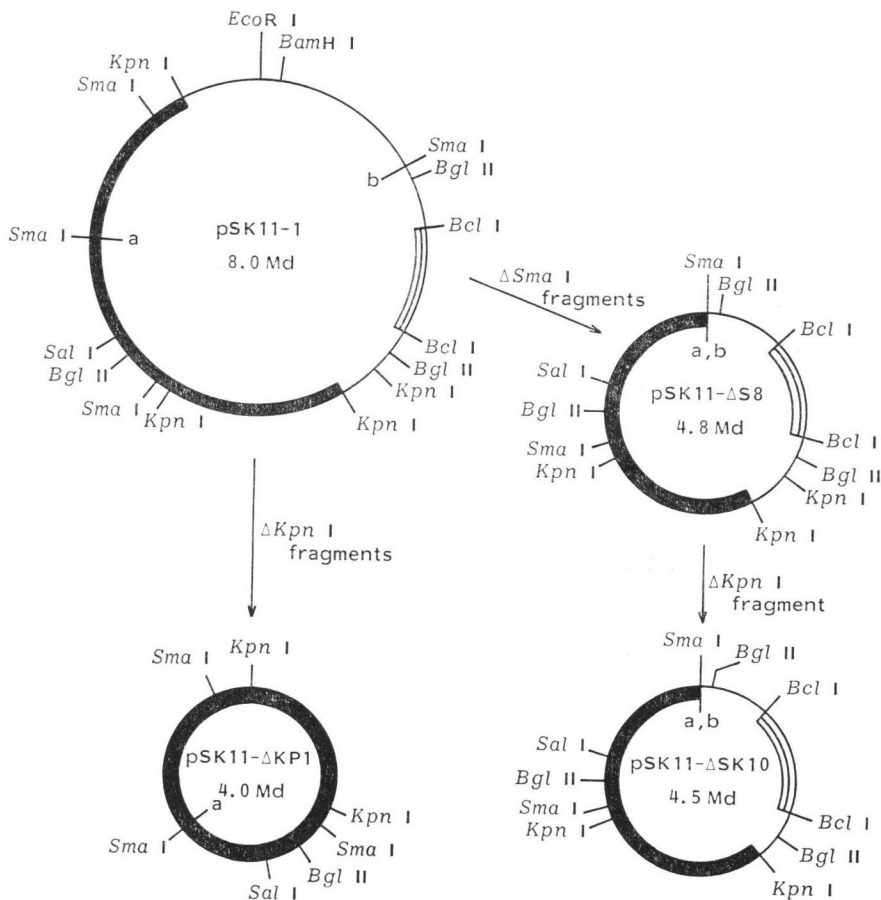 EcoR I
BamH I
Kpn I
Sma I
Sma I
b
Bgl II
Sma I
a
pSK11-1
8.0 Md
Bcl I
ΔSma I
fragments
Sma I
Bgl II
Sal I
Bgl II
Sma I
Kpn I
Kpn I
Kpn I
Bgl II
Bcl I
a,b
Bcl I
Sal I
Bgl II
Sma I
Kpn I
pSK11-ΔS8
4.8 Md
Bcl I
Bgl II
Kpn I
Kpn I
ΔKpn I
fragments
ΔKpn I
fragment
Sma I
Kpn I
pSK11-ΔKP1
4.0 Md
a
Sma I
Kpn I
Sma I
Bgl II
Sal I
Sma I
Bgl II
Bcl I
a,b
Sal I
Bgl II
Sma I
Kpn I
pSK11-ΔSK10
4.5 Md
Bcl I
Bgl II
Kpn I